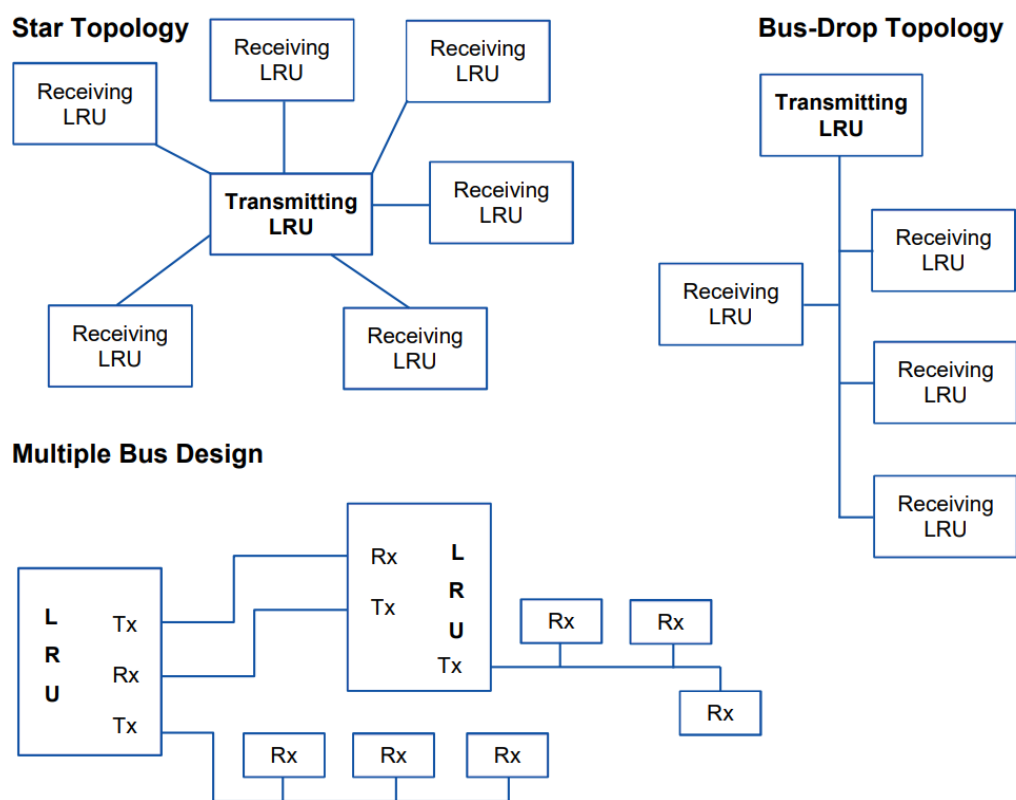 Star Topology
Receiving
LRU
Receiving
LRU
Receiving
LRU
Transmitting
LRU
Receiving
LRU
Receiving
LRU
Receiving
LRU
Bus-Drop Topology
Transmitting
LRU
Receiving
LRU
Receiving
LRU
Receiving
LRU
Receiving
LRU
Multiple Bus Design
L
R
U
Tx
Rx
Tx
Rx
Tx
L
R
U
Tx
Rx
Rx
Rx
Rx
Rx
Rx